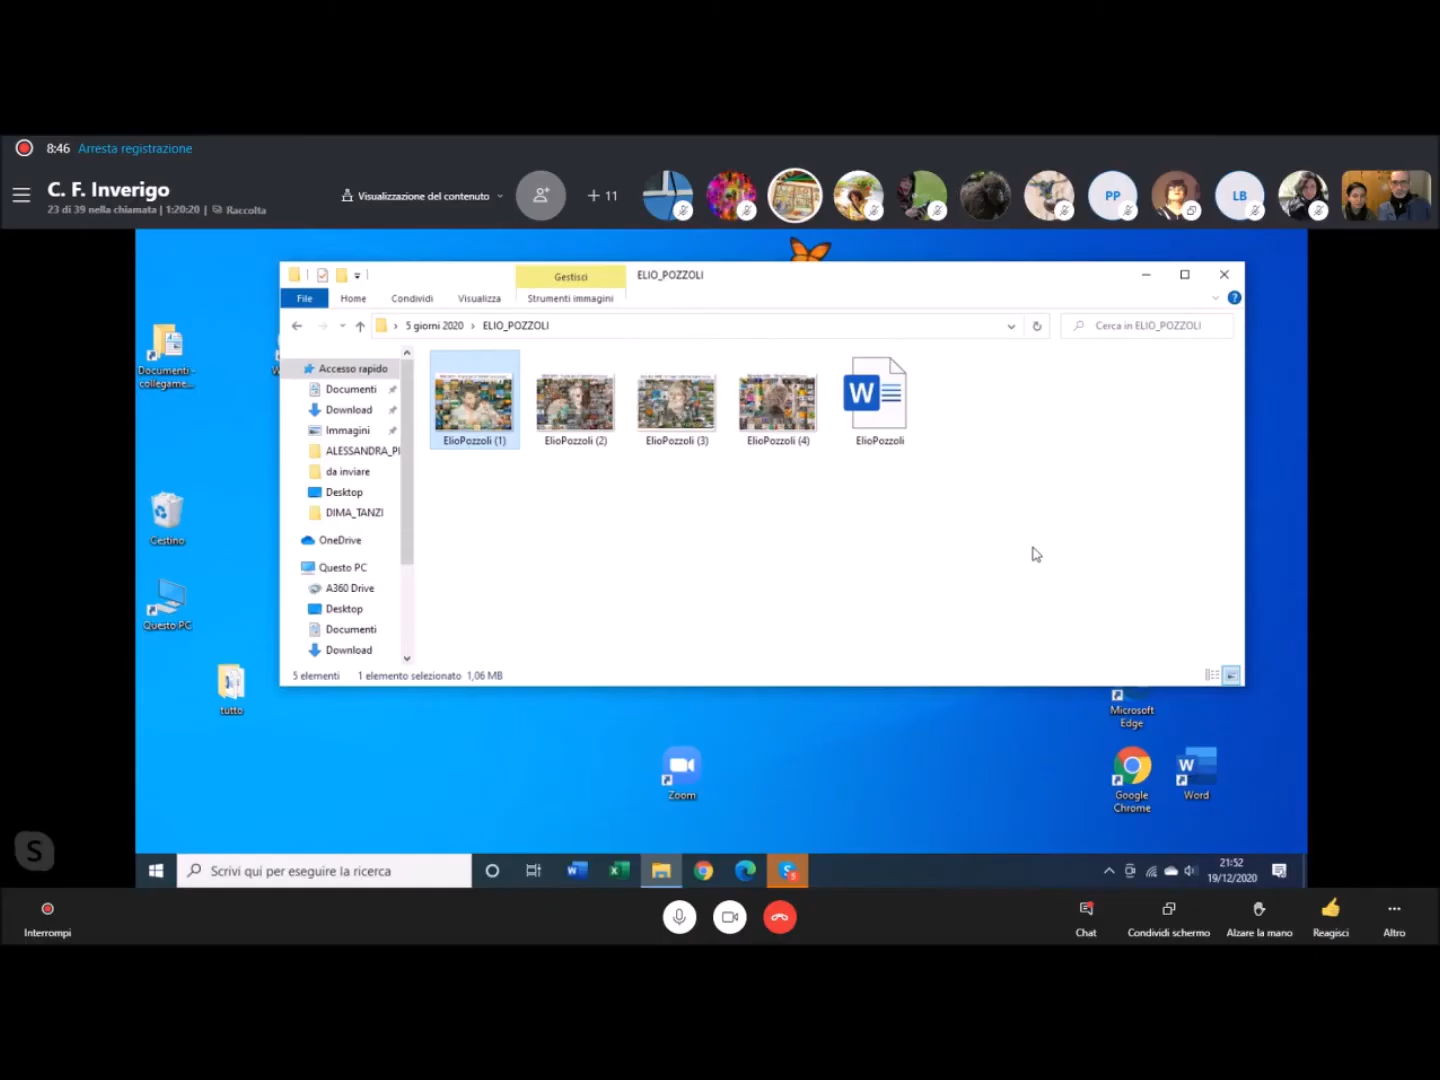 8:46 Arresta registrazione
C. F. Inverigo
23 di 39 nella chiamata | 1:20:20 | Raccolta
Visualizzazione del contenuto
+ 11
PP
LB
Gestisci
ELIO_POZZOLI
File Home Condividi Visualizza Strumenti immagini
5 giorni 2020 › ELIO_POZZOLI
Cerca in ELIO_POZZOLI
Accesso rapido
Documenti
Download
Immagini
ALESSANDRA_PI
da inviare
Desktop
DIMA_TANZI
OneDrive
Questo PC
A360 Drive
Desktop
Documenti
Download
ElioPozzoli (1)
ElioPozzoli (2)
ElioPozzoli (3)
ElioPozzoli (4)
W
ElioPozzoli
5 elementi 1 elemento selezionato 1,06 MB
Documenti -
collegame...
Cestino
Questo PC
tutto
Zoom
Microsoft
Edge
Google
Chrome
W
Word
S
Scrivi qui per eseguire la ricerca
21:52
19/12/2020
Interrompi
Chat
Condividi schermo
Alzare la mano
Reagisci
Altro